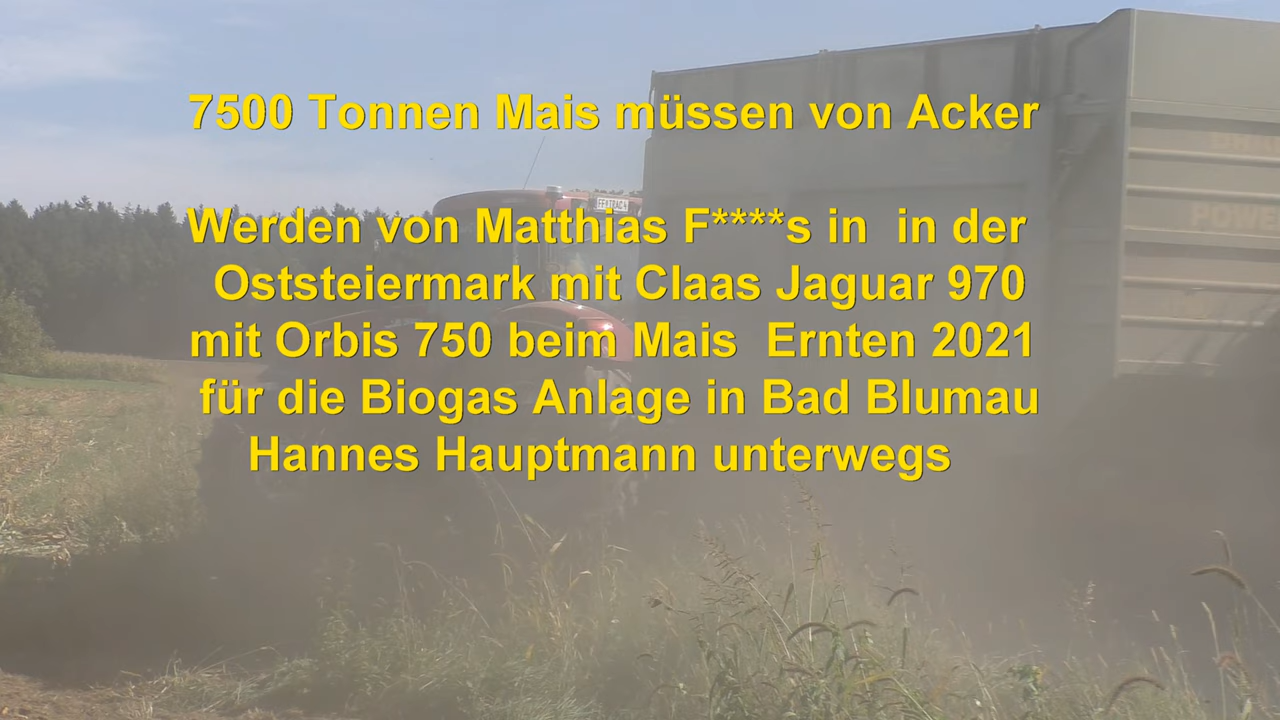 7500 Tonnen Mais müssen von Acker
Werden von Matthias F****s in in der
Oststeiermark mit Claas Jaguar 970
mit Orbis 750 beim Mais Ernten 2021
für die Biogas Anlage in Bad Blumau
Hannes Hauptmann unterwegs
POWE